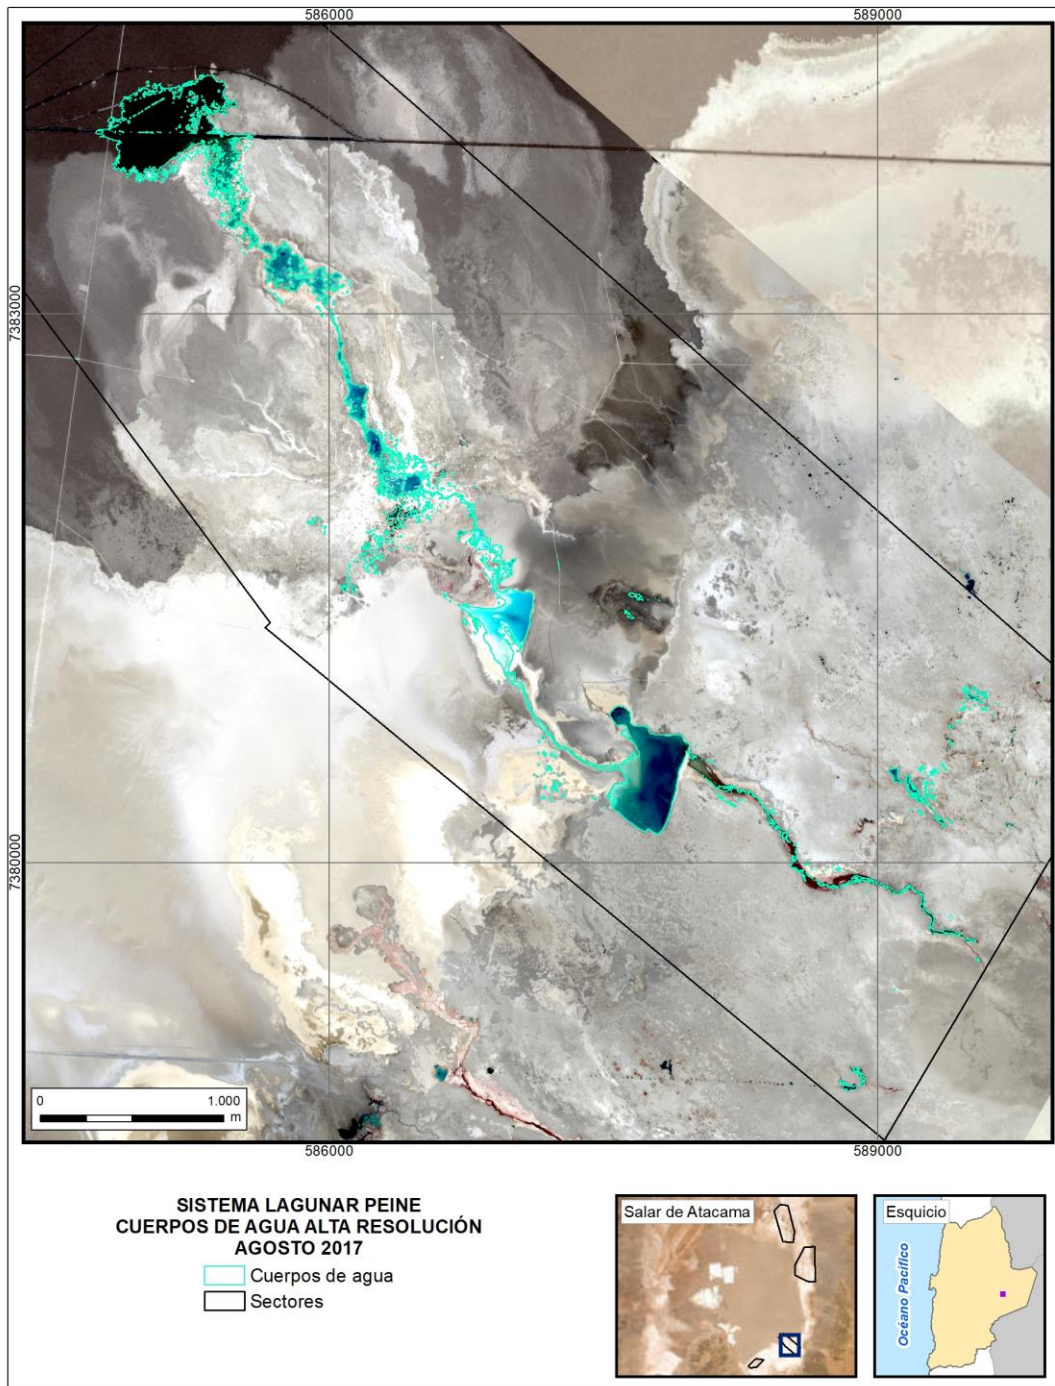 586000
589000
7383000
7380000
0
1.000
m
586000
589000
SISTEMA LAGUNAR PEINE
CUERPOS DE AGUA ALTA RESOLUCIÓN
AGOSTO 2017
Cuerpos de agua
Sectores
Salar de Atacama
Esquicio
Océano Pacífico